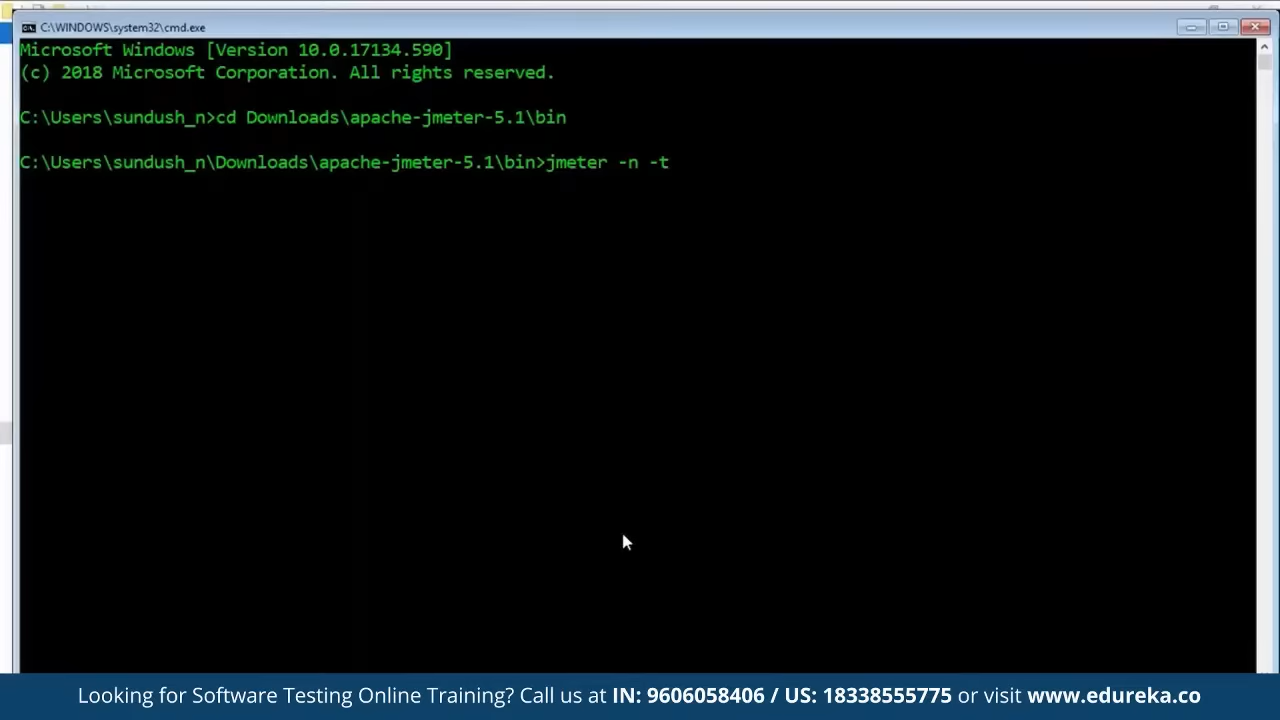 C:\WINDOWS\system32\cmd.exe
Microsoft Windows [Version 10.0.17134.590]
(c) 2018 Microsoft Corporation. All rights reserved.
C:\Users\sundush_n>cd Downloads\apache-jmeter-5.1\bin
C:\Users\sundush_n\Downloads\apache-jmeter-5.1\bin>jmeter -n -t
Looking for Software Testing Online Training? Call us at IN: 9606058406 / US: 18338555775 or visit www.edureka.co